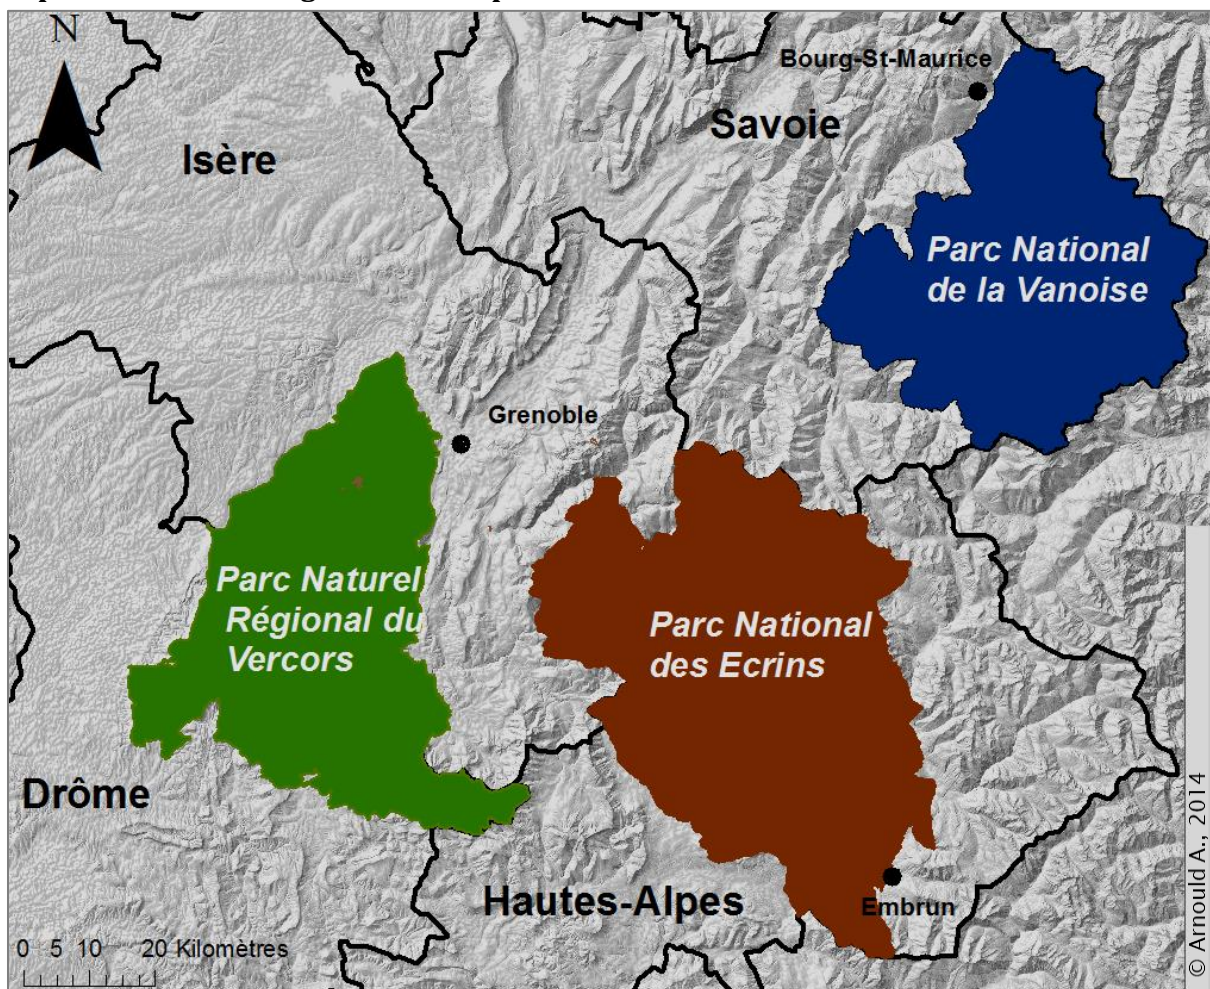 N
Bourg-St-Maurice
Savoie
Isère
Parc National
de la Vanoise
Grenoble
Parc Naturel
Régional du
Vercors
Parc National
des Ecrins
Drôme
Hautes-Alpes
Embrun
0 5 10 20 Kilomètres
© Arnould A., 2014